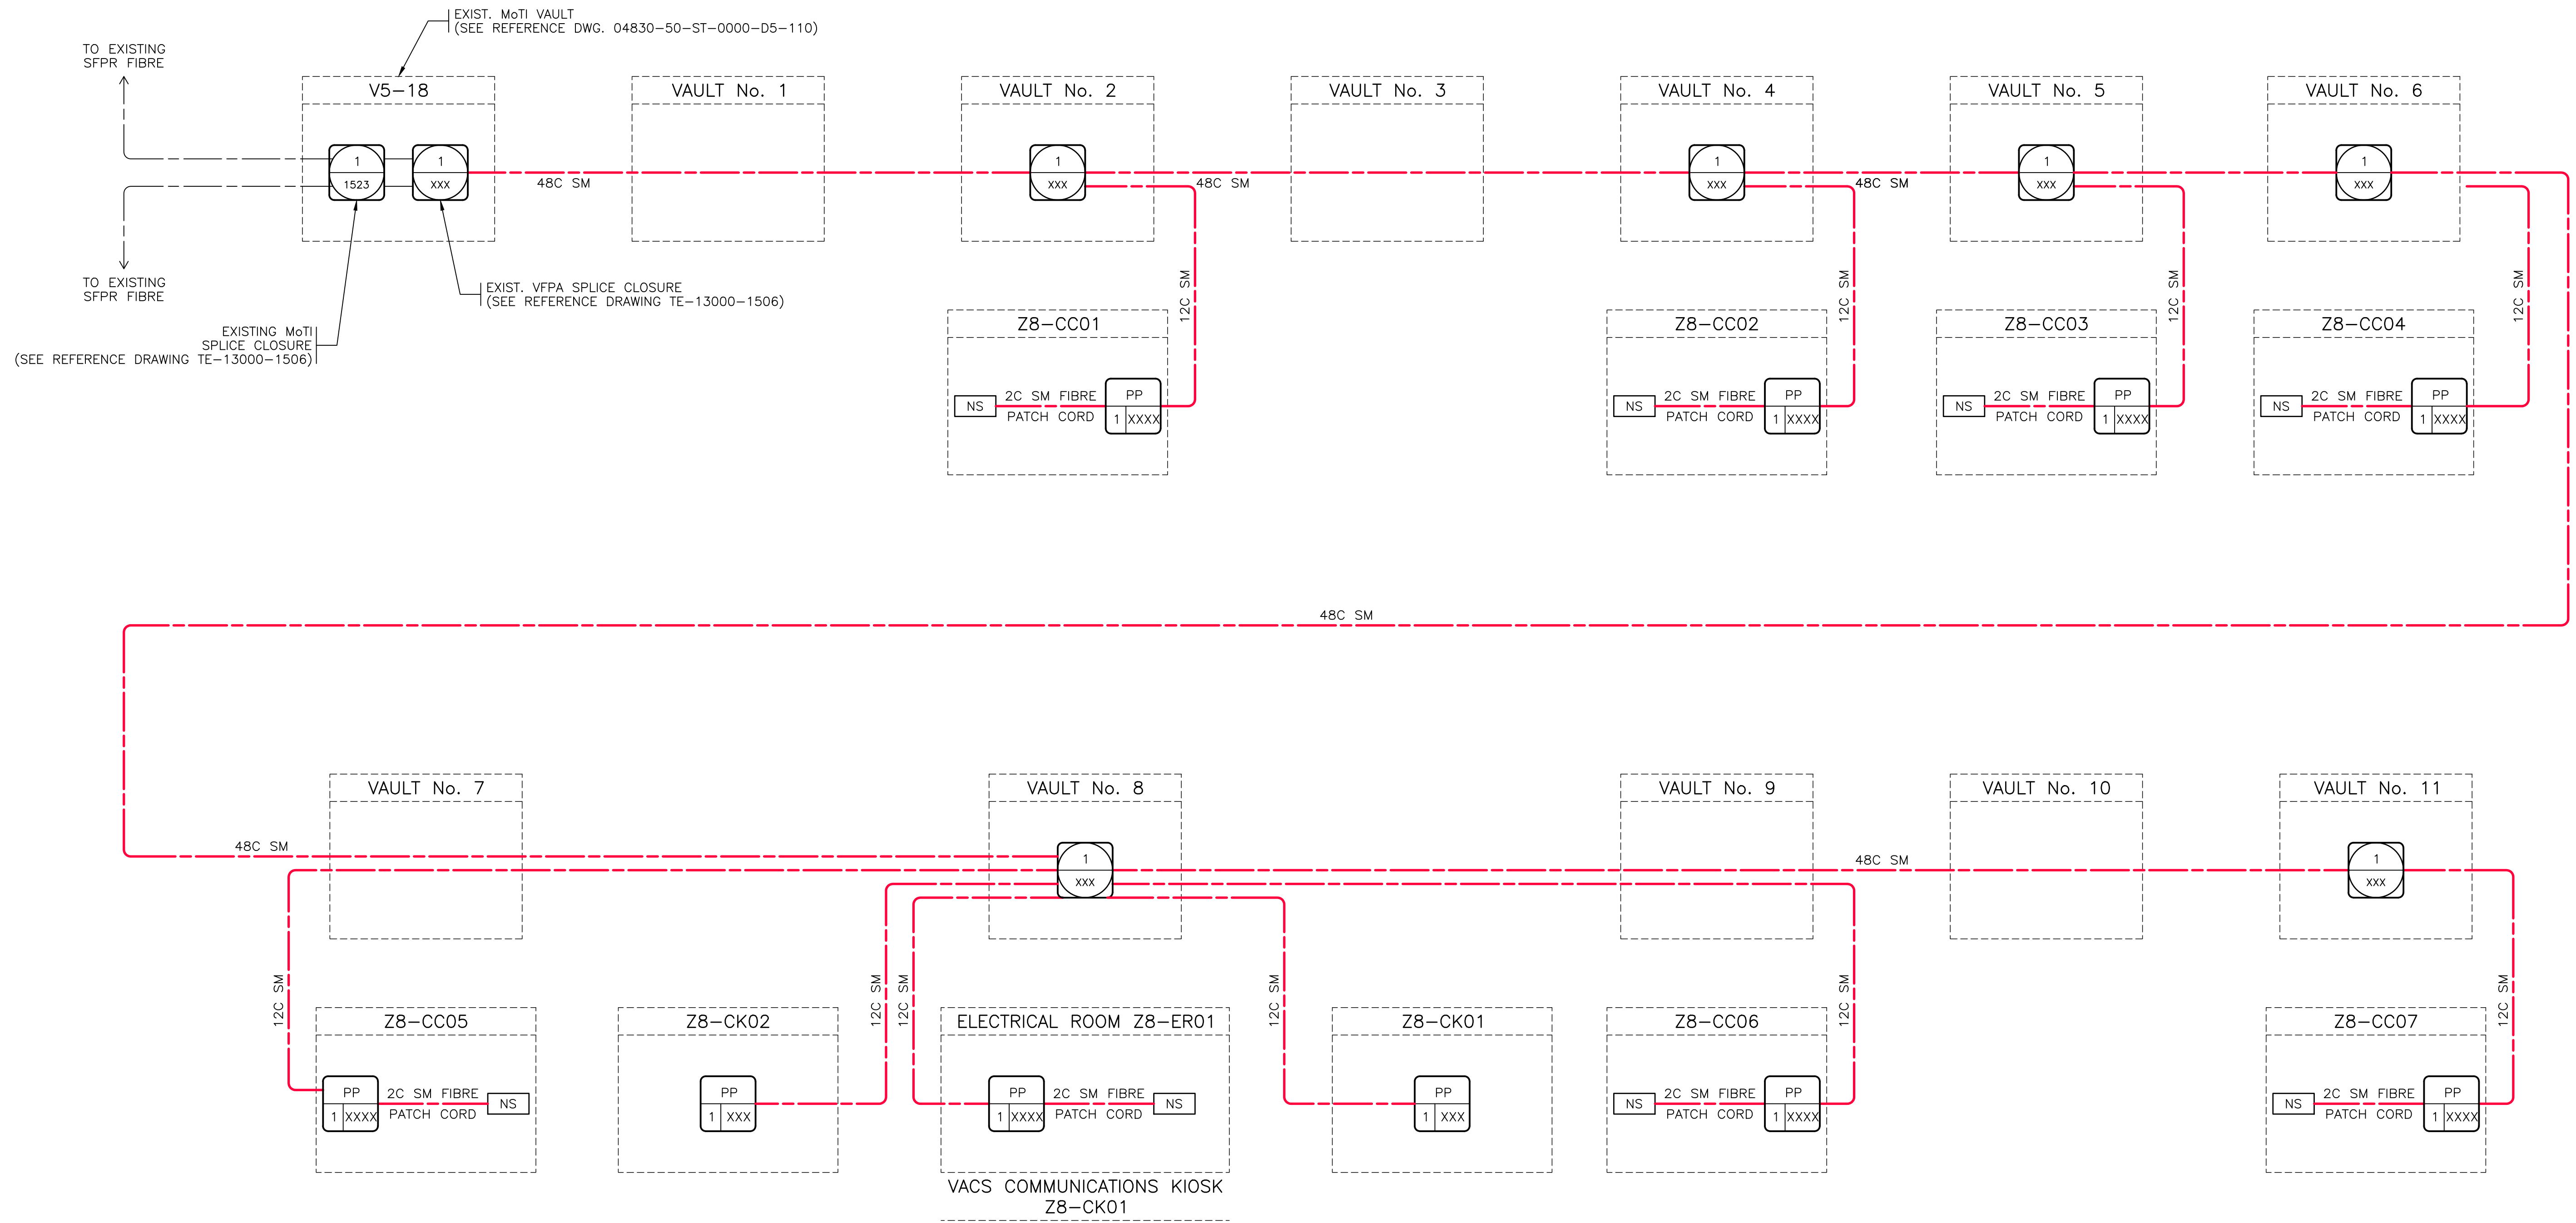 EXIST. MoTI VAULT
(SEE REFERENCE DWG. 04830-50-ST-0000-D5-110)
TO EXISTING
SFPR FIBRE
V5-18
VAULT No. 1
VAULT No. 2
VAULT No. 3
VAULT No. 4
VAULT No. 5
VAULT No. 6
1
1523
1
XXX
48C SM
1
XXX
48C SM
1
XXX
48C SM
1
XXX
1
XXX
TO EXISTING
SFPR FIBRE
EXIST. VFPA SPLICE CLOSURE
(SEE REFERENCE DRAWING TE-13000-1506)
EXISTING MoTI
SPLICE CLOSURE
(SEE REFERENCE DRAWING TE-13000-1506)
12C SM
12C SM
12C SM
12C SM
Z8-CC01
NS
2C SM FIBRE
PATCH CORD
PP
1 XXXX
Z8-CC02
NS
2C SM FIBRE
PATCH CORD
PP
1 XXXX
Z8-CC03
NS
2C SM FIBRE
PATCH CORD
PP
1 XXXX
Z8-CC04
NS
2C SM FIBRE
PATCH CORD
PP
1 XXXX
48C SM
VAULT No. 7
VAULT No. 8
VAULT No. 9
VAULT No. 10
VAULT No. 11
48C SM
1
XXX
48C SM
1
XXX
12C SM
12C SM
12C SM
12C SM
12C SM
12C SM
Z8-CC05
PP
1 XXXX
2C SM FIBRE
PATCH CORD
NS
Z8-CK02
PP
1 XXX
ELECTRICAL ROOM Z8-ER01
PP
1 XXXX
2C SM FIBRE
PATCH CORD
NS
Z8-CK01
PP
1 XXX
Z8-CC06
NS
2C SM FIBRE
PATCH CORD
PP
1 XXXX
Z8-CC07
NS
2C SM FIBRE
PATCH CORD
PP
1 XXXX
VACS COMMUNICATIONS KIOSK
Z8-CK01